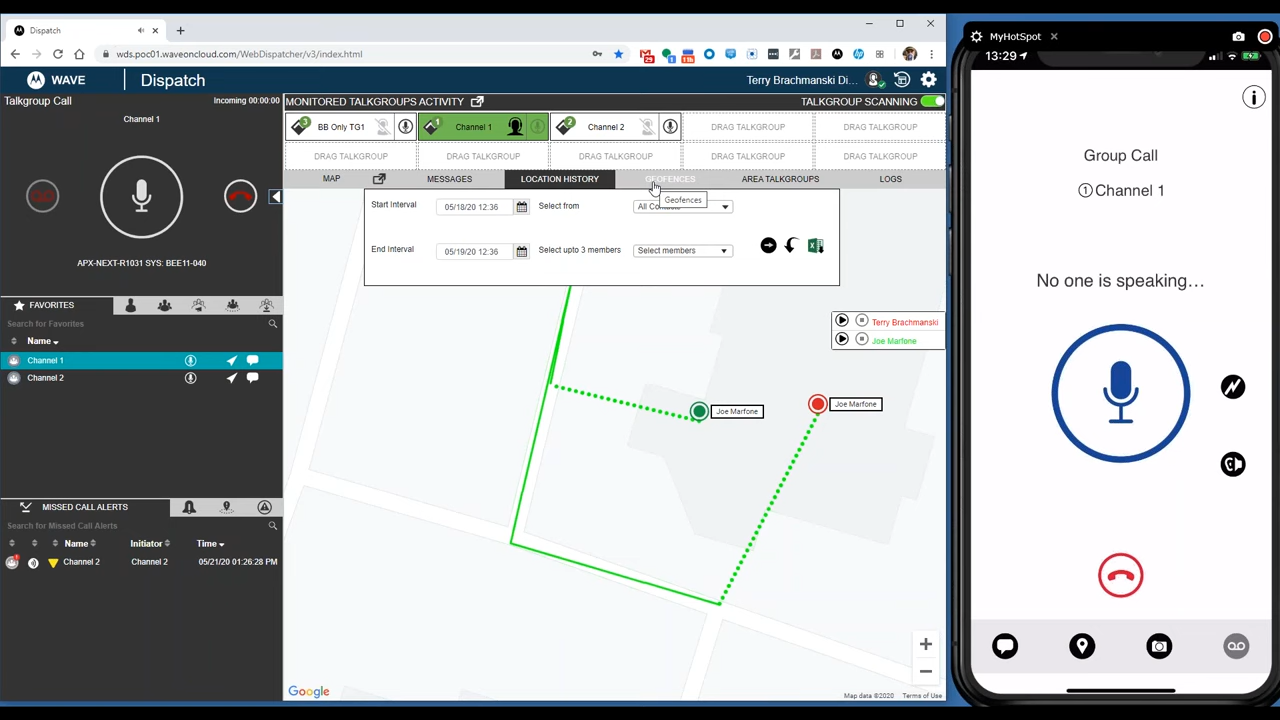 Dispatch
wds.poc01.waveoncloud.com/WebDispatcher/v3/index.html
29
1
11h
WAVE
Dispatch
Terry Brachmanski Di...
Talkgroup Call
Incoming 00:00:00
MONITORED TALKGROUPS ACTIVITY
TALKGROUP SCANNING
Channel 1
3
BB Only TG1
1
Channel 1
2
Channel 2
DRAG TALKGROUP
DRAG TALKGROUP
DRAG TALKGROUP
DRAG TALKGROUP
DRAG TALKGROUP
DRAG TALKGROUP
DRAG TALKGROUP
MAP
MESSAGES
LOCATION HISTORY
GEOFENCES
AREA TALKGROUPS
LOGS
Geofences
Start Interval
05/18/20 12:36
Select from
End Interval
05/19/20 12:36
Select upto 3 members
Select members
APX-NEXT-R1031 SYS: BEE11-040
FAVORITES
Search for Favorites
Name
Channel 1
Channel 2
Terry Brachmanski
Joe Marfone
Joe Marfone
Joe Marfone
MISSED CALL ALERTS
Search for Missed Call Alerts
Name
Initiator
Time
Channel 2
Channel 2
05/21/20 01:26:28 PM
Google
Map data ©2020
Terms of Use
MyHotSpot
13:29
Group Call
①Channel 1
No one is speaking...